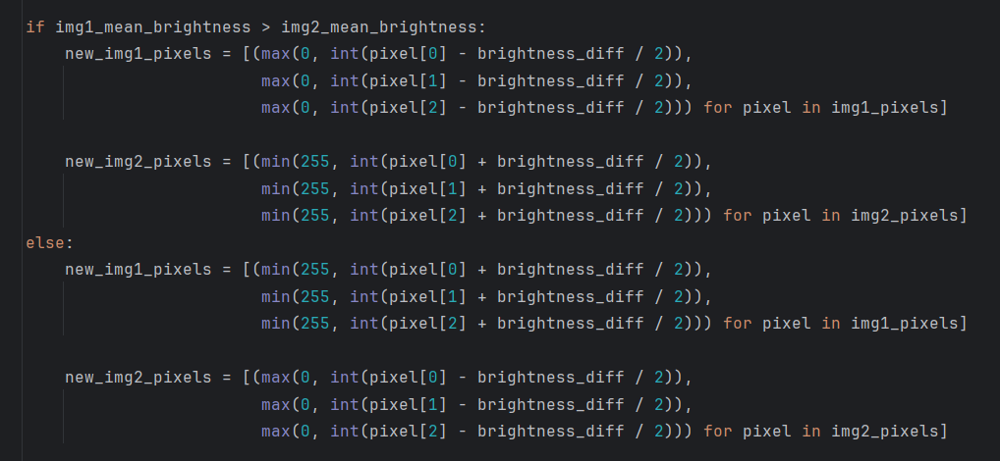 if img1_mean_brightness > img2_mean_brightness:
    new_img1_pixels = [(max(0, int(pixel[0] - brightness_diff / 2)),
                        max(0, int(pixel[1] - brightness_diff / 2)),
                        max(0, int(pixel[2] - brightness_diff / 2))) for pixel in img1_pixels]

    new_img2_pixels = [(min(255, int(pixel[0] + brightness_diff / 2)),
                        min(255, int(pixel[1] + brightness_diff / 2)),
                        min(255, int(pixel[2] + brightness_diff / 2))) for pixel in img2_pixels]
else:
    new_img1_pixels = [(min(255, int(pixel[0] + brightness_diff / 2)),
                        min(255, int(pixel[1] + brightness_diff / 2)),
                        min(255, int(pixel[2] + brightness_diff / 2))) for pixel in img1_pixels]

    new_img2_pixels = [(max(0, int(pixel[0] - brightness_diff / 2)),
                        max(0, int(pixel[1] - brightness_diff / 2)),
                        max(0, int(pixel[2] - brightness_diff / 2))) for pixel in img2_pixels]